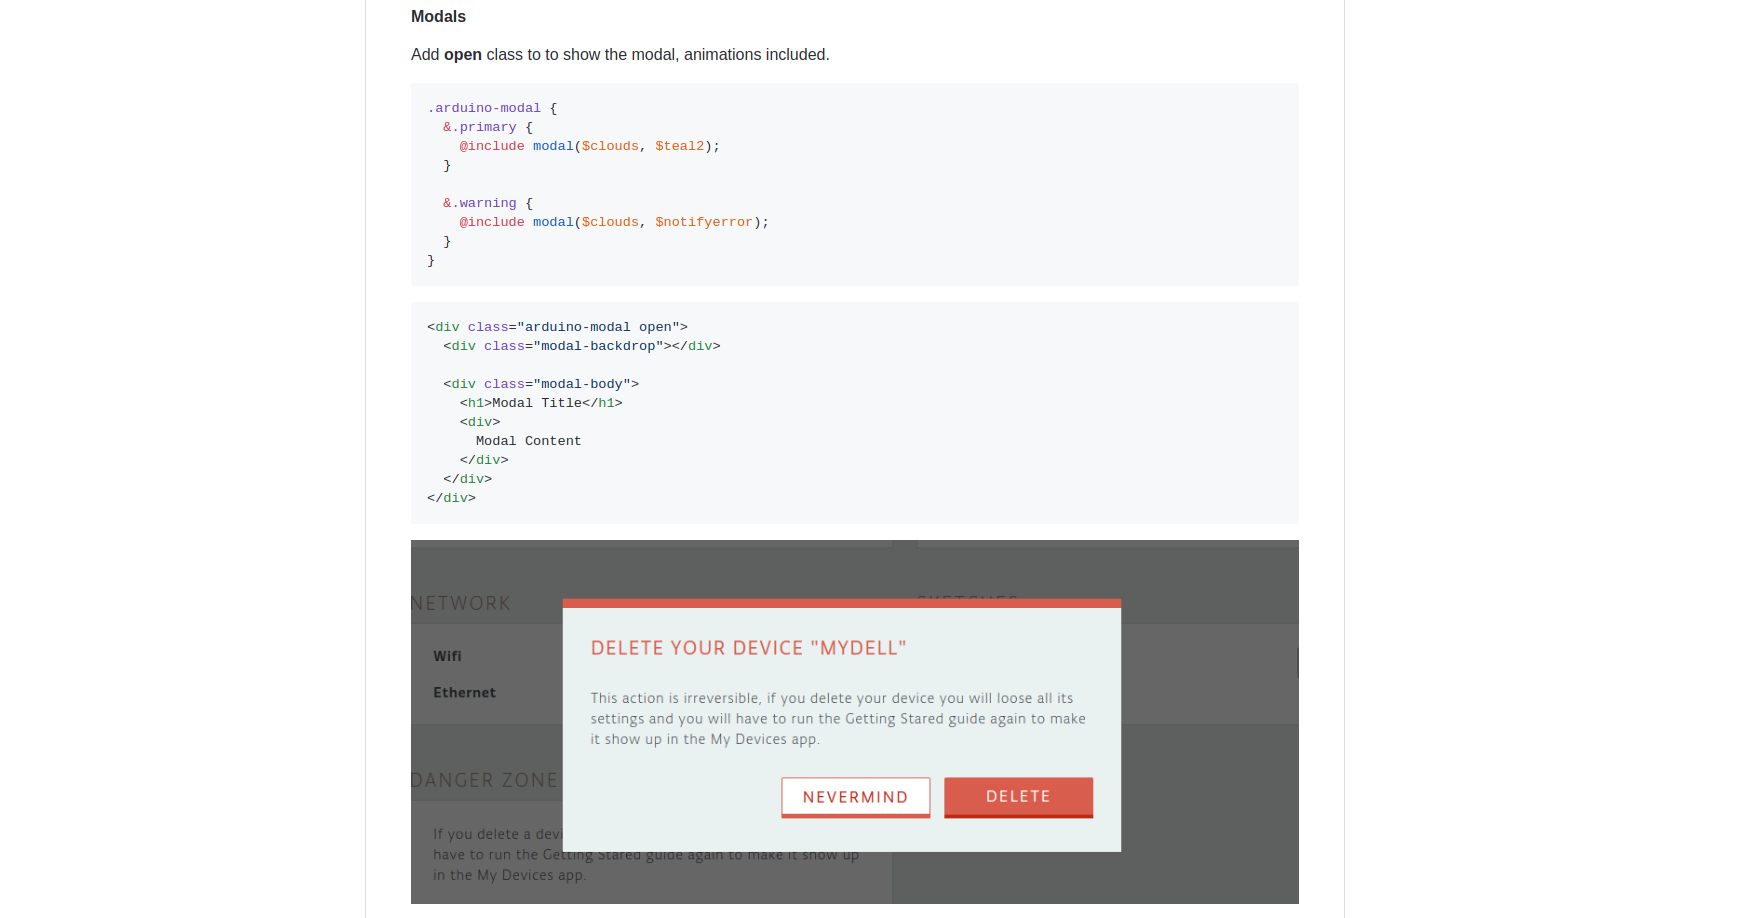 Modals
Add open class to to show the modal, animations included.
.arduino-modal {
  &.primary {
    @include modal($clouds, $teal2);
  }
  &.warning {
    @include modal($clouds, $notifyerror);
  }
}
<div class="arduino-modal open">
  <div class="modal-backdrop"></div>
  <div class="modal-body">
    <h1>Modal Title</h1>
    <div>
      Modal Content
    </div>
  </div>
</div>
NETWORK
SKETCHES
Wifi
Ethernet
DELETE YOUR DEVICE "MYDELL"
This action is irreversible, if you delete your device you will loose all its
settings and you will have to run the Getting Stared guide again to make
it show up in the My Devices app.
NEVERMIND
DELETE
DANGER ZONE
If you delete a devi
have to run the Getting Stared guide again to make it show up
in the My Devices app.